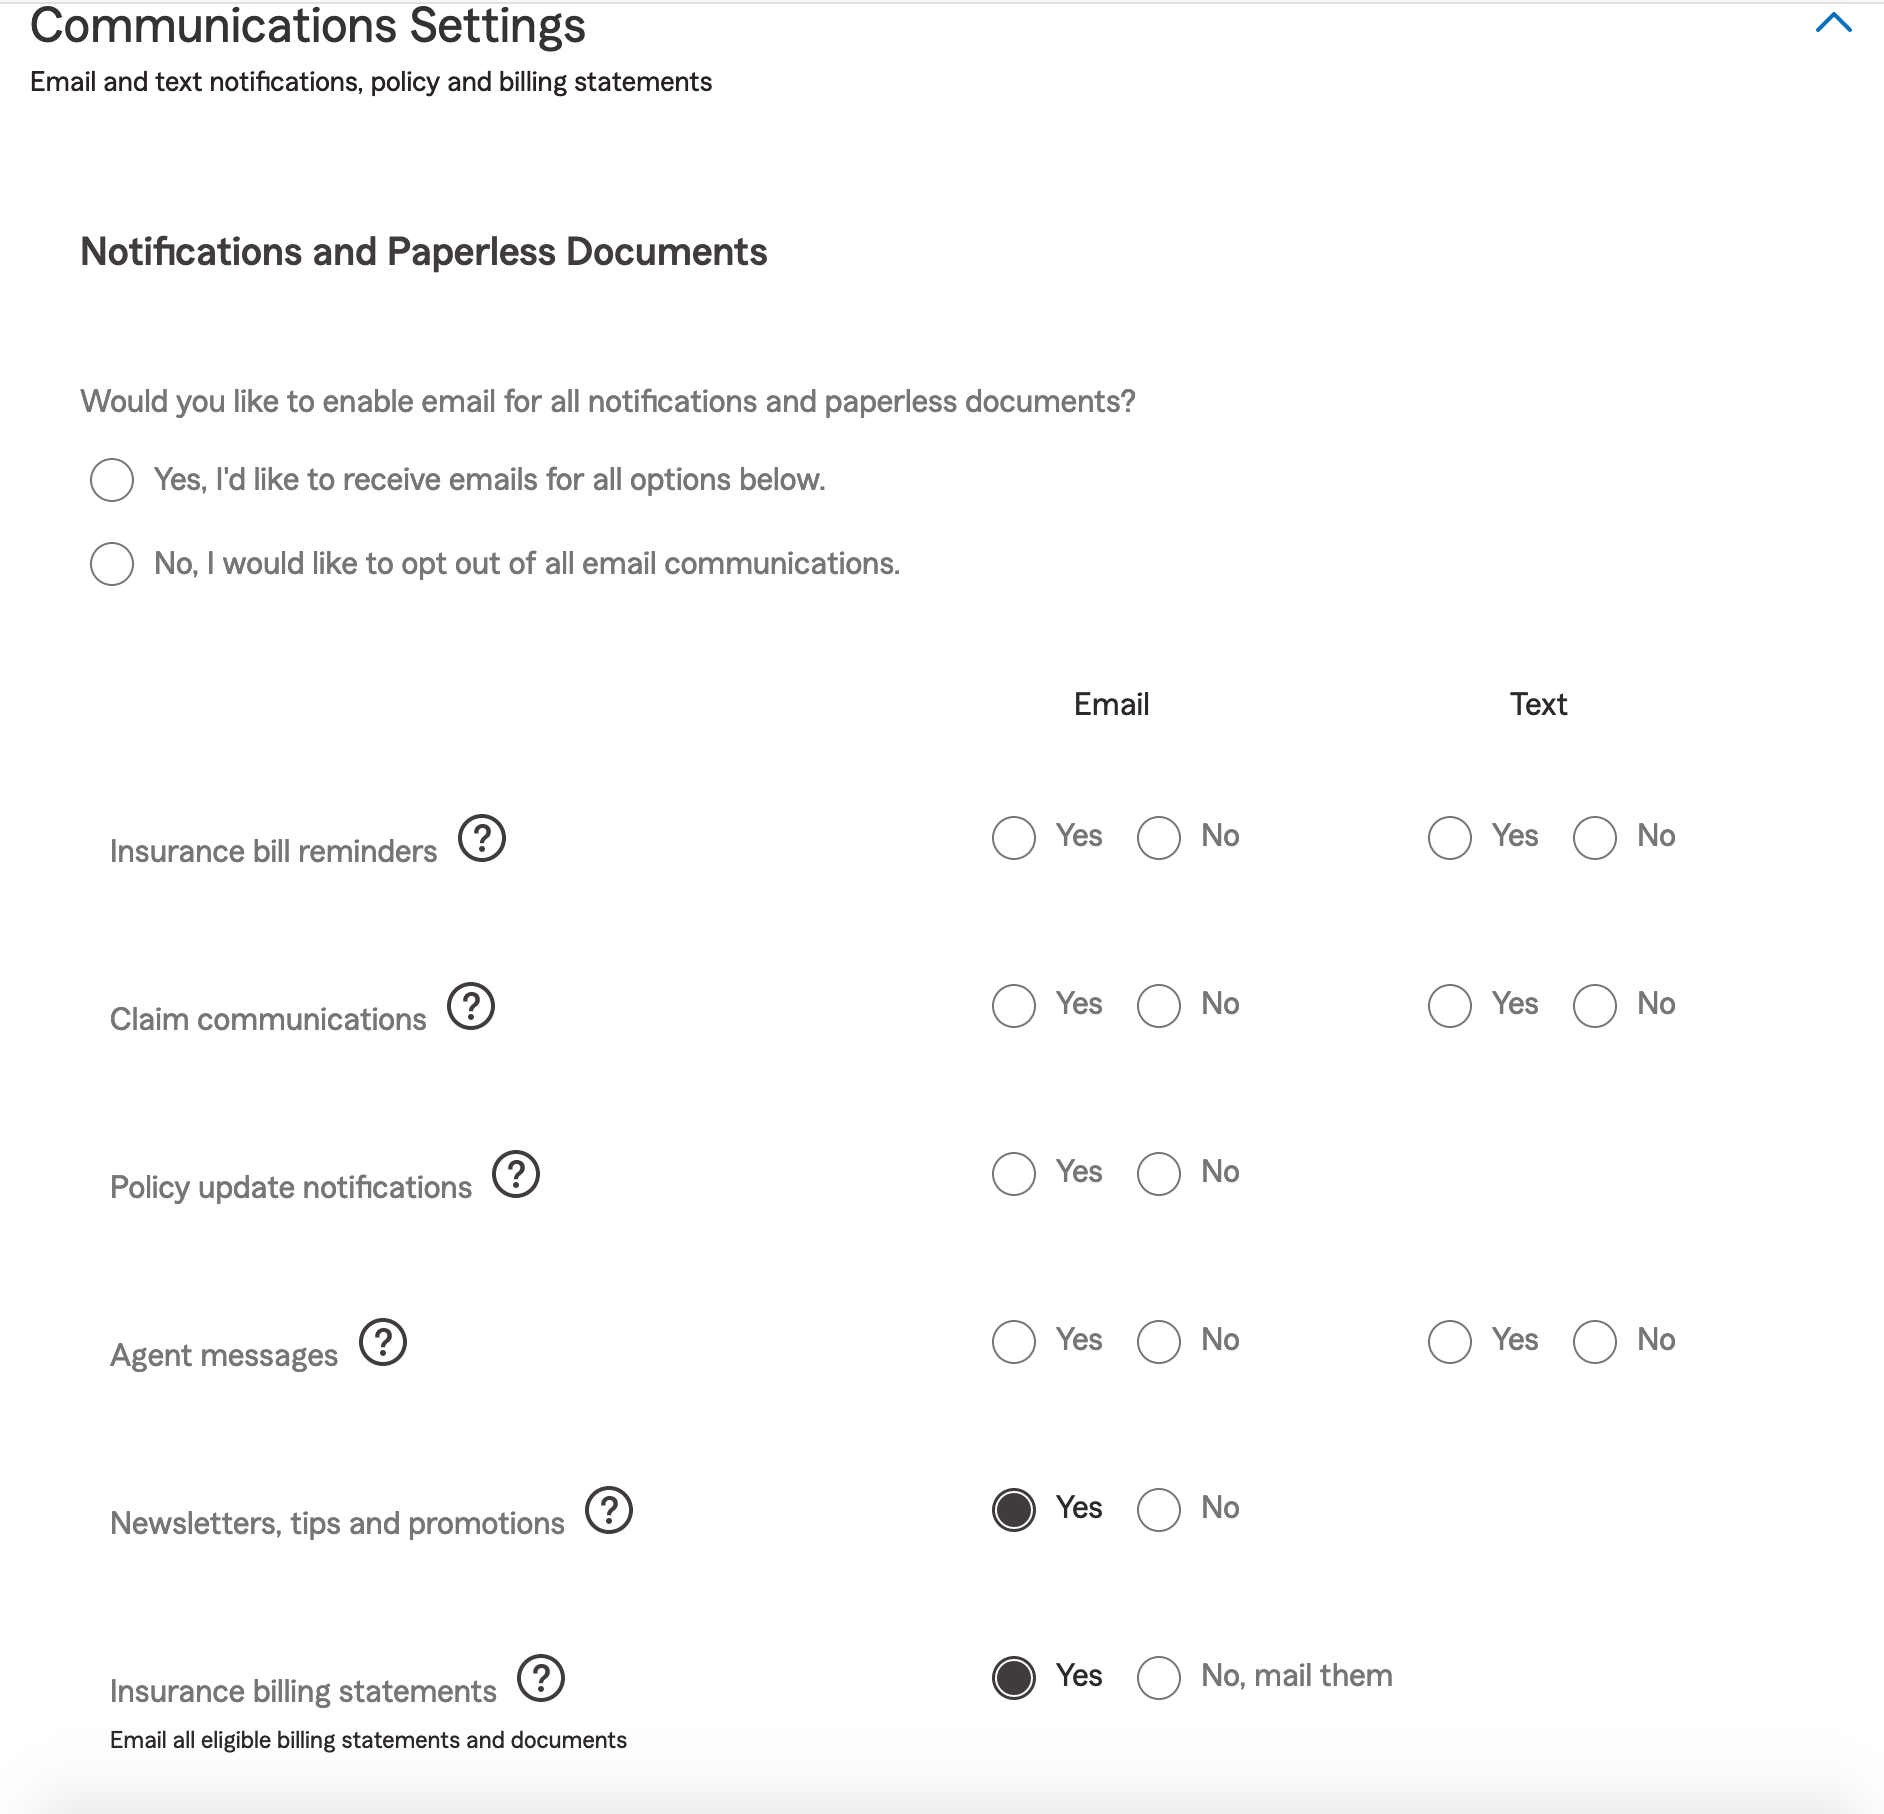 Communications Settings
Email and text notifications, policy and billing statements
Notifications and Paperless Documents
Would you like to enable email for all notifications and paperless documents?
Yes, I'd like to receive emails for all options below.
No, I would like to opt out of all email communications.
Email Text
Insurance bill reminders ? Yes No Yes No
Claim communications ? Yes No Yes No
Policy update notifications ? Yes No
Agent messages ? Yes No Yes No
Newsletters, tips and promotions ? Yes No
Insurance billing statements ? Yes No, mail them
Email all eligible billing statements and documents